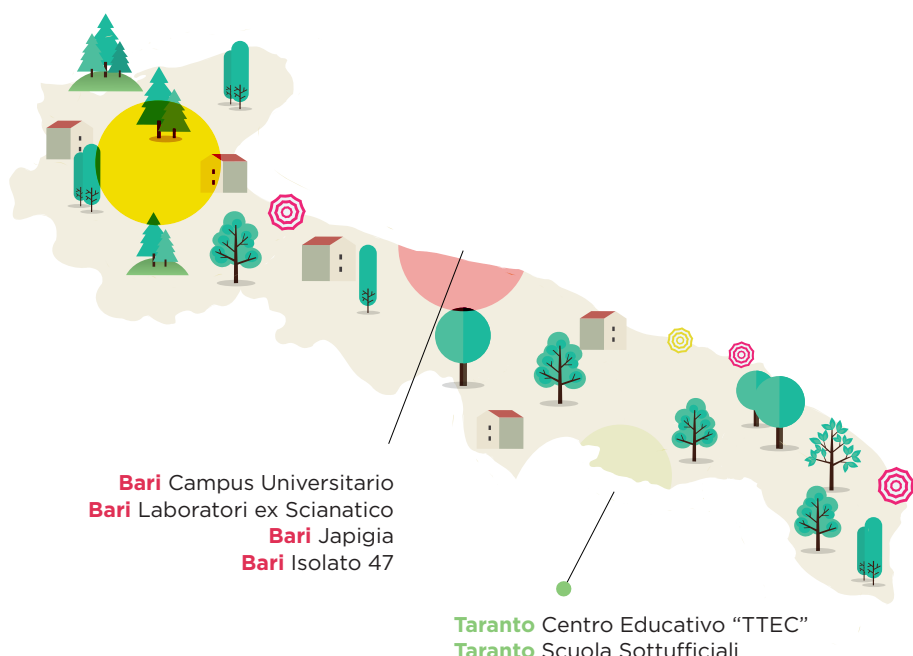 Bari Campus Universitario
Bari Laboratori ex Scianatico
Bari Japigia
Bari Isolato 47
Taranto Centro Educativo “TTEC”
Taranto Scuola Sottufficiali